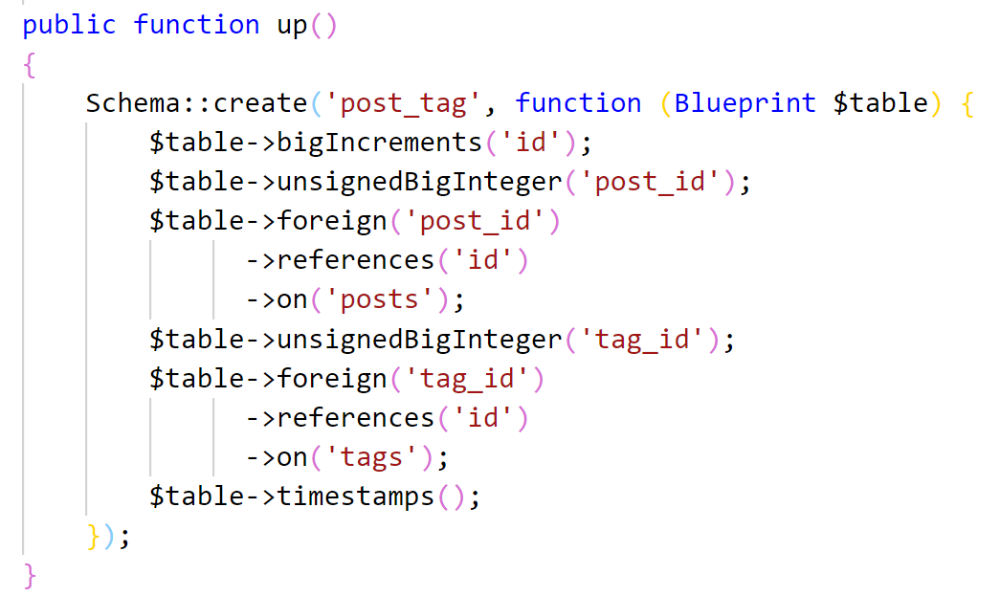 public function up()
{
    Schema::create('post_tag', function (Blueprint $table) {
        $table->bigIncrements('id');
        $table->unsignedBigInteger('post_id');
        $table->foreign('post_id')
              ->references('id')
              ->on('posts');
        $table->unsignedBigInteger('tag_id');
        $table->foreign('tag_id')
              ->references('id')
              ->on('tags');
        $table->timestamps();
    });
}